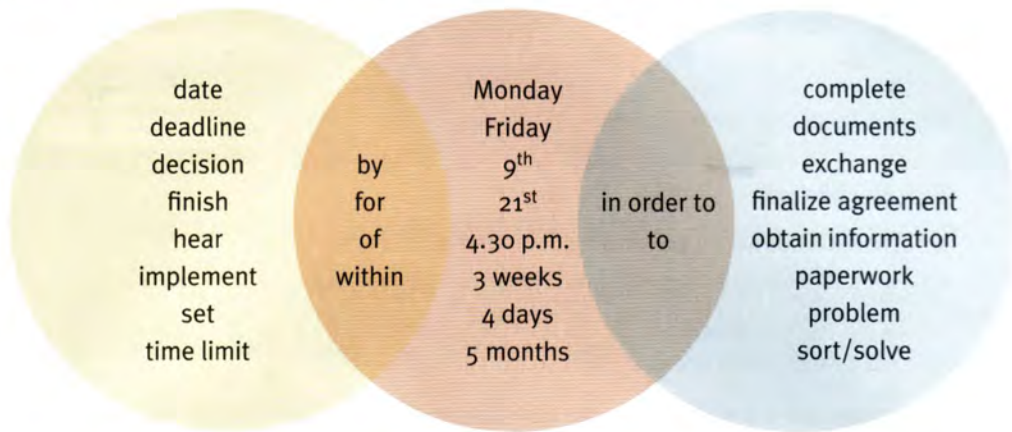 date
deadline
decision
finish
hear
implement
set
time limit
by
for
of
within
Monday
Friday
9th
21st
4.30 p.m.
3 weeks
4 days
5 months
in order to
to
complete
documents
exchange
finalize agreement
obtain information
paperwork
problem
sort/solve